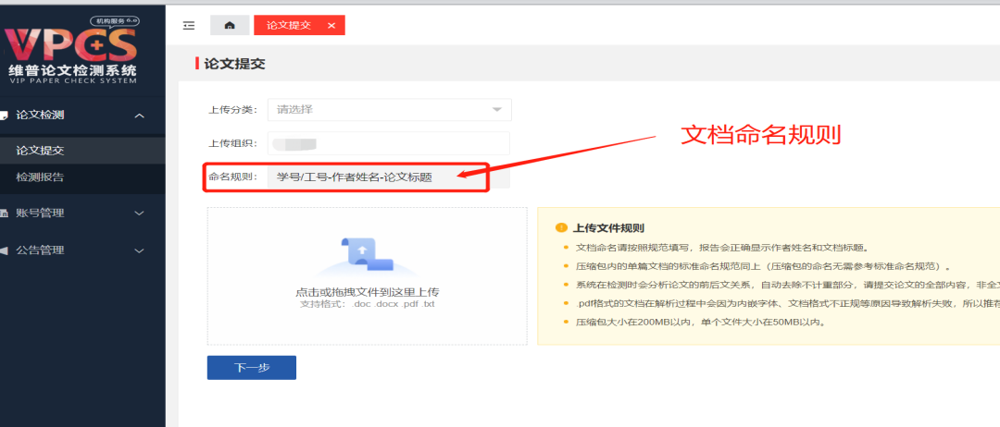 机构服务 6.0
VPCS
维普论文检测系统
VIP PAPER CHECK SYSTEM
论文检测
论文提交
检测报告
账号管理
公告管理
论文提交 ×
论文提交
上传分类： 请选择
上传组织：
命名规则： 学号/工号-作者姓名-论文标题
文档命名规则
点击或拖拽文件到这里上传
支持格式：.doc .docx .pdf .txt
下一步
上传文件规则
文档命名请按照规范填写，报告会正确显示作者姓名和文档标题。
压缩包内的单篇文档的标准命名规范同上（压缩包的命名无需参考标准命名规范）。
系统在检测时会分析论文的前后文关系，自动去除不计重部分，请提交论文的全部内容，非全文
.pdf格式的文档在解析过程中会因为内嵌字体、文档格式不正规等原因导致解析失败，所以推荐
压缩包大小在200MB以内，单个文件大小在50MB以内。